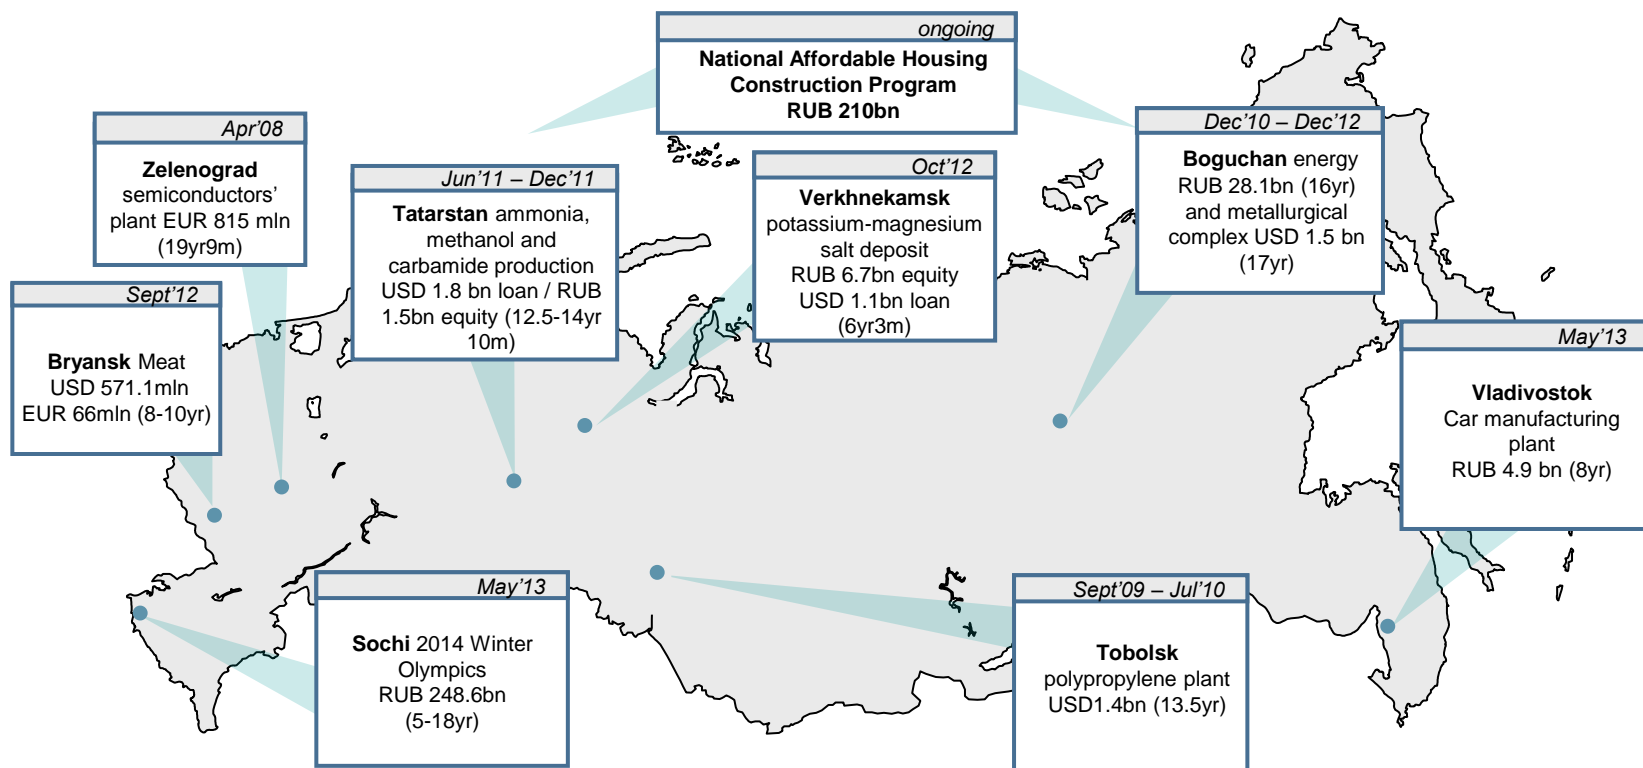 ongoing
National Affordable Housing
Construction Program
RUB 210bn
Apr'08
Zelenograd
semiconductors'
plant EUR 815 mln
(19yr9m)
Jun'11 – Dec'11
Tatarstan ammonia,
methanol and
carbamide production
USD 1.8 bn loan / RUB
1.5bn equity (12.5-14yr
10m)
Oct'12
Verkhnekamsk
potassium-magnesium
salt deposit
RUB 6.7bn equity
USD 1.1bn loan
(6yr3m)
Dec'10 – Dec'12
Boguchan energy
RUB 28.1bn (16yr)
and metallurgical
complex USD 1.5 bn
(17yr)
Sept'12
Bryansk Meat
USD 571.1mln
EUR 66mln (8-10yr)
May'13
Vladivostok
Car manufacturing
plant
RUB 4.9 bn (8yr)
May'13
Sochi 2014 Winter
Olympics
RUB 248.6bn
(5-18yr)
Sept'09 – Jul'10
Tobolsk
polypropylene plant
USD1.4bn (13.5yr)